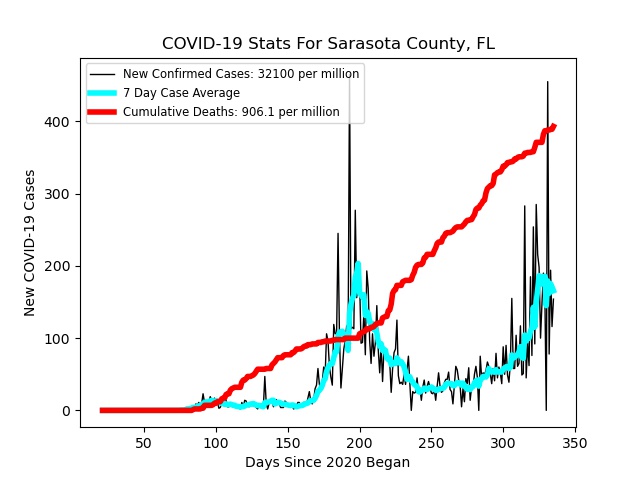 COVID-19 Stats For Sarasota County, FL
New Confirmed Cases: 32100 per million
7 Day Case Average
Cumulative Deaths: 906.1 per million
New COVID-19 Cases
400
300
200
100
0
50 100 150 200 250 300 350
Days Since 2020 Began